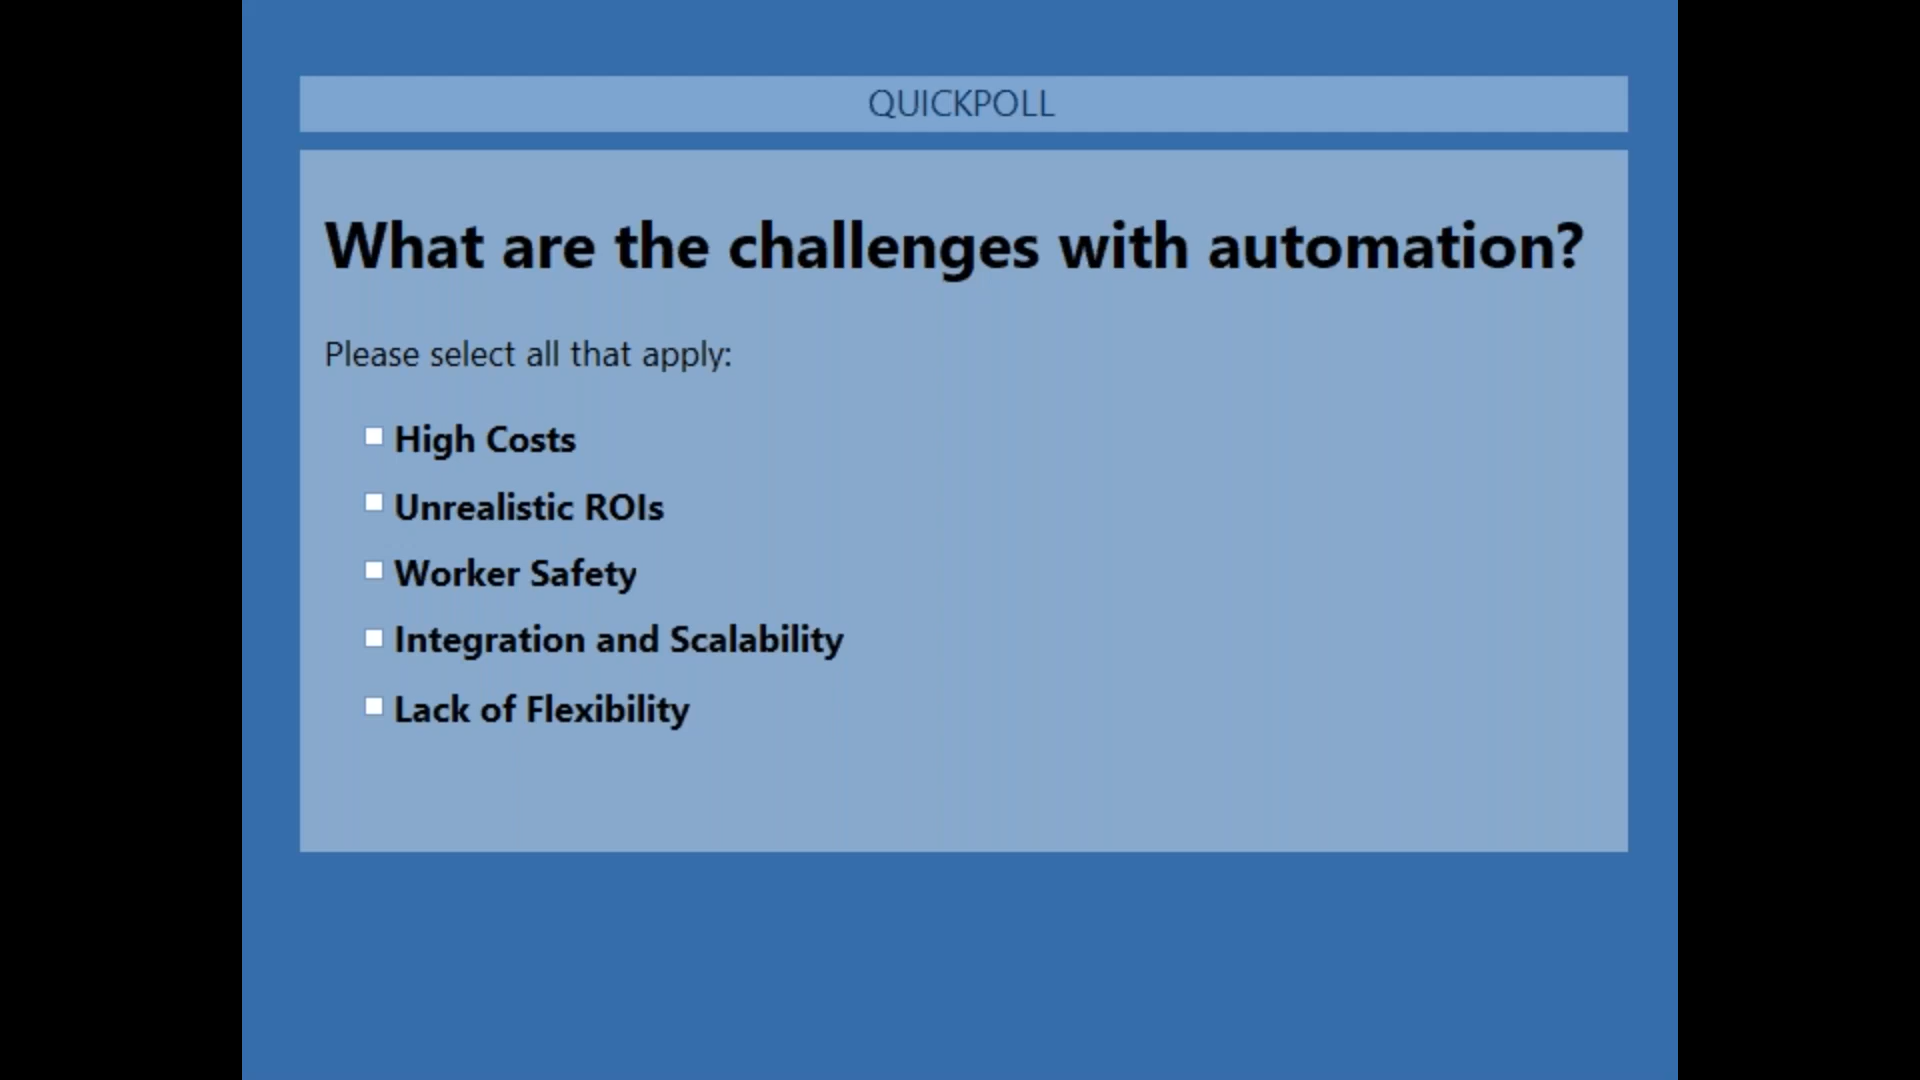 QUICKPOLL
What are the challenges with automation?
Please select all that apply:
High Costs
Unrealistic ROIs
Worker Safety
Integration and Scalability
Lack of Flexibility